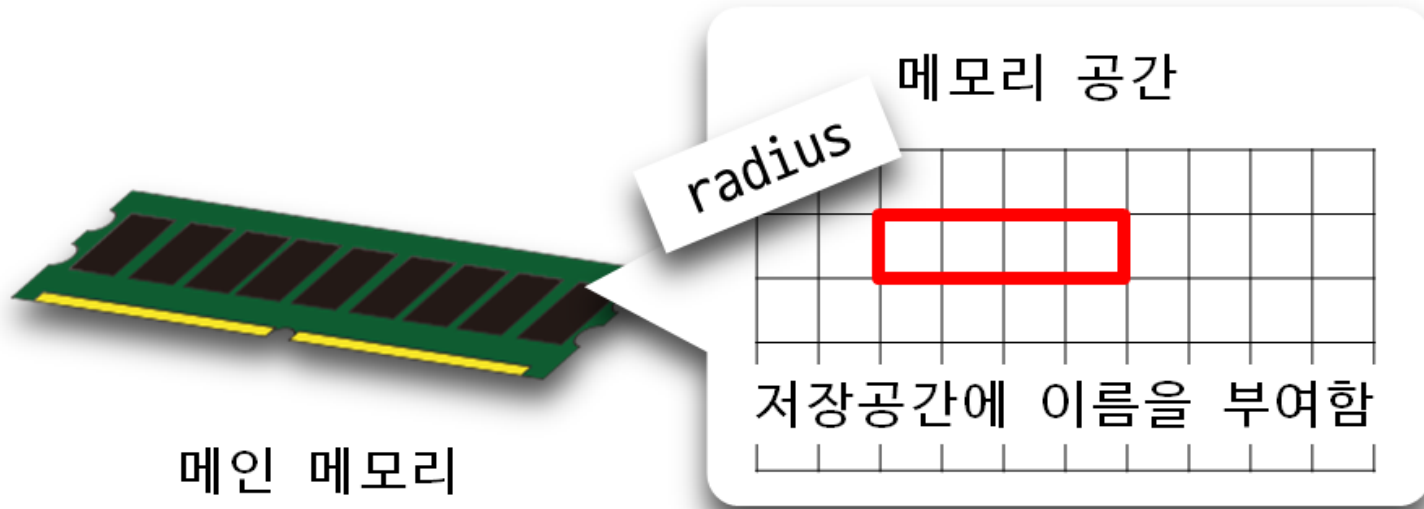 메모리 공간
radius
저장공간에 이름을 부여함
메인 메모리